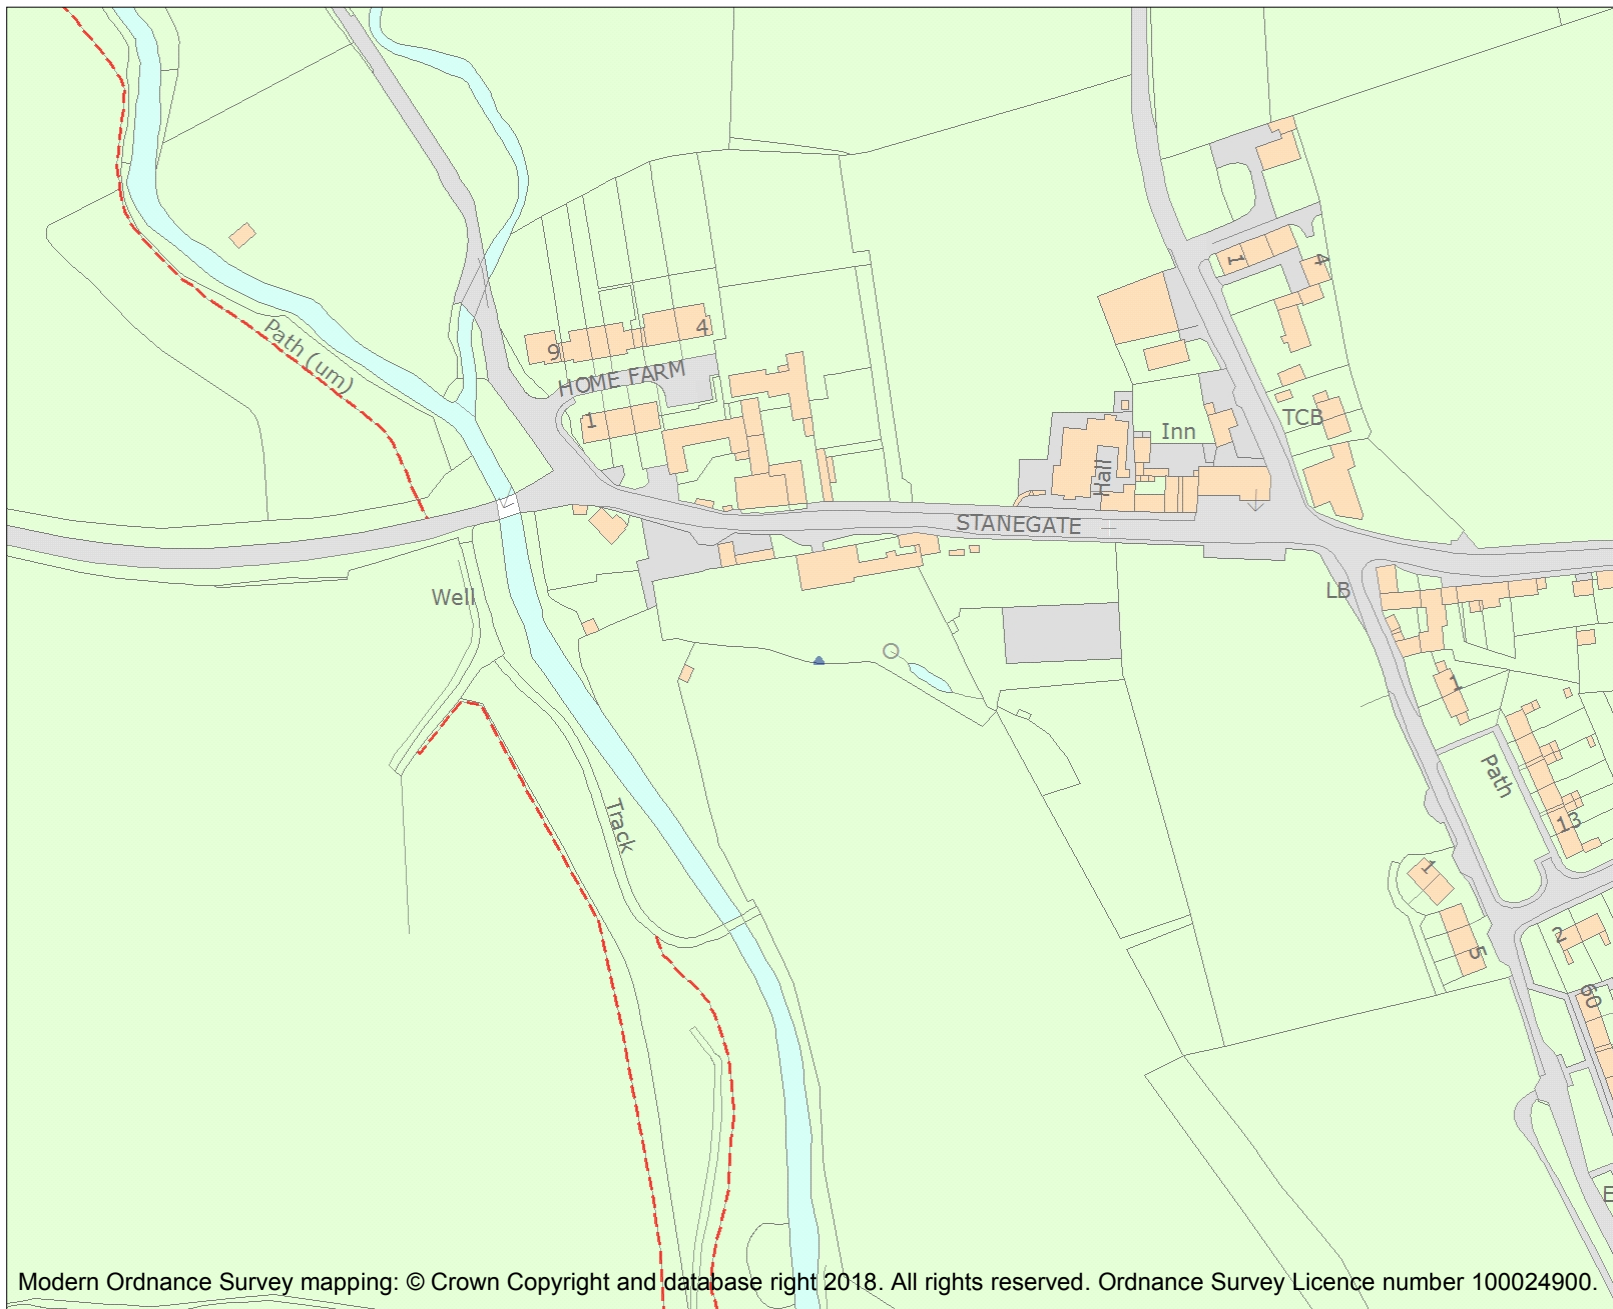 1
4
Path (um)
4
9
HOME FARM
1
TCB
Inn
Hall
STANEGATE
Well
LB
1
Path
Track
13
1
2
5
60
E
Modern Ordnance Survey mapping: © Crown Copyright and database right 2018. All rights reserved. Ordnance Survey Licence number 100024900.